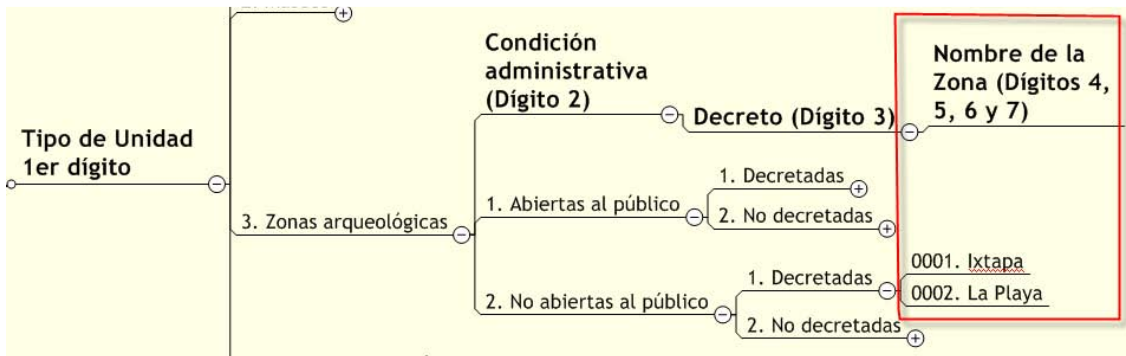 Tipo de Unidad
1er dígito
3. Zonas arqueológicas
Condición
administrativa
(Dígito 2)
Decreto (Dígito 3)
Nombre de la
Zona (Dígitos 4,
5, 6 y 7)
1. Abiertas al público
1. Decretadas
2. No decretadas
2. No abiertas al público
1. Decretadas
0001. Ixtapa
0002. La Playa
2. No decretadas